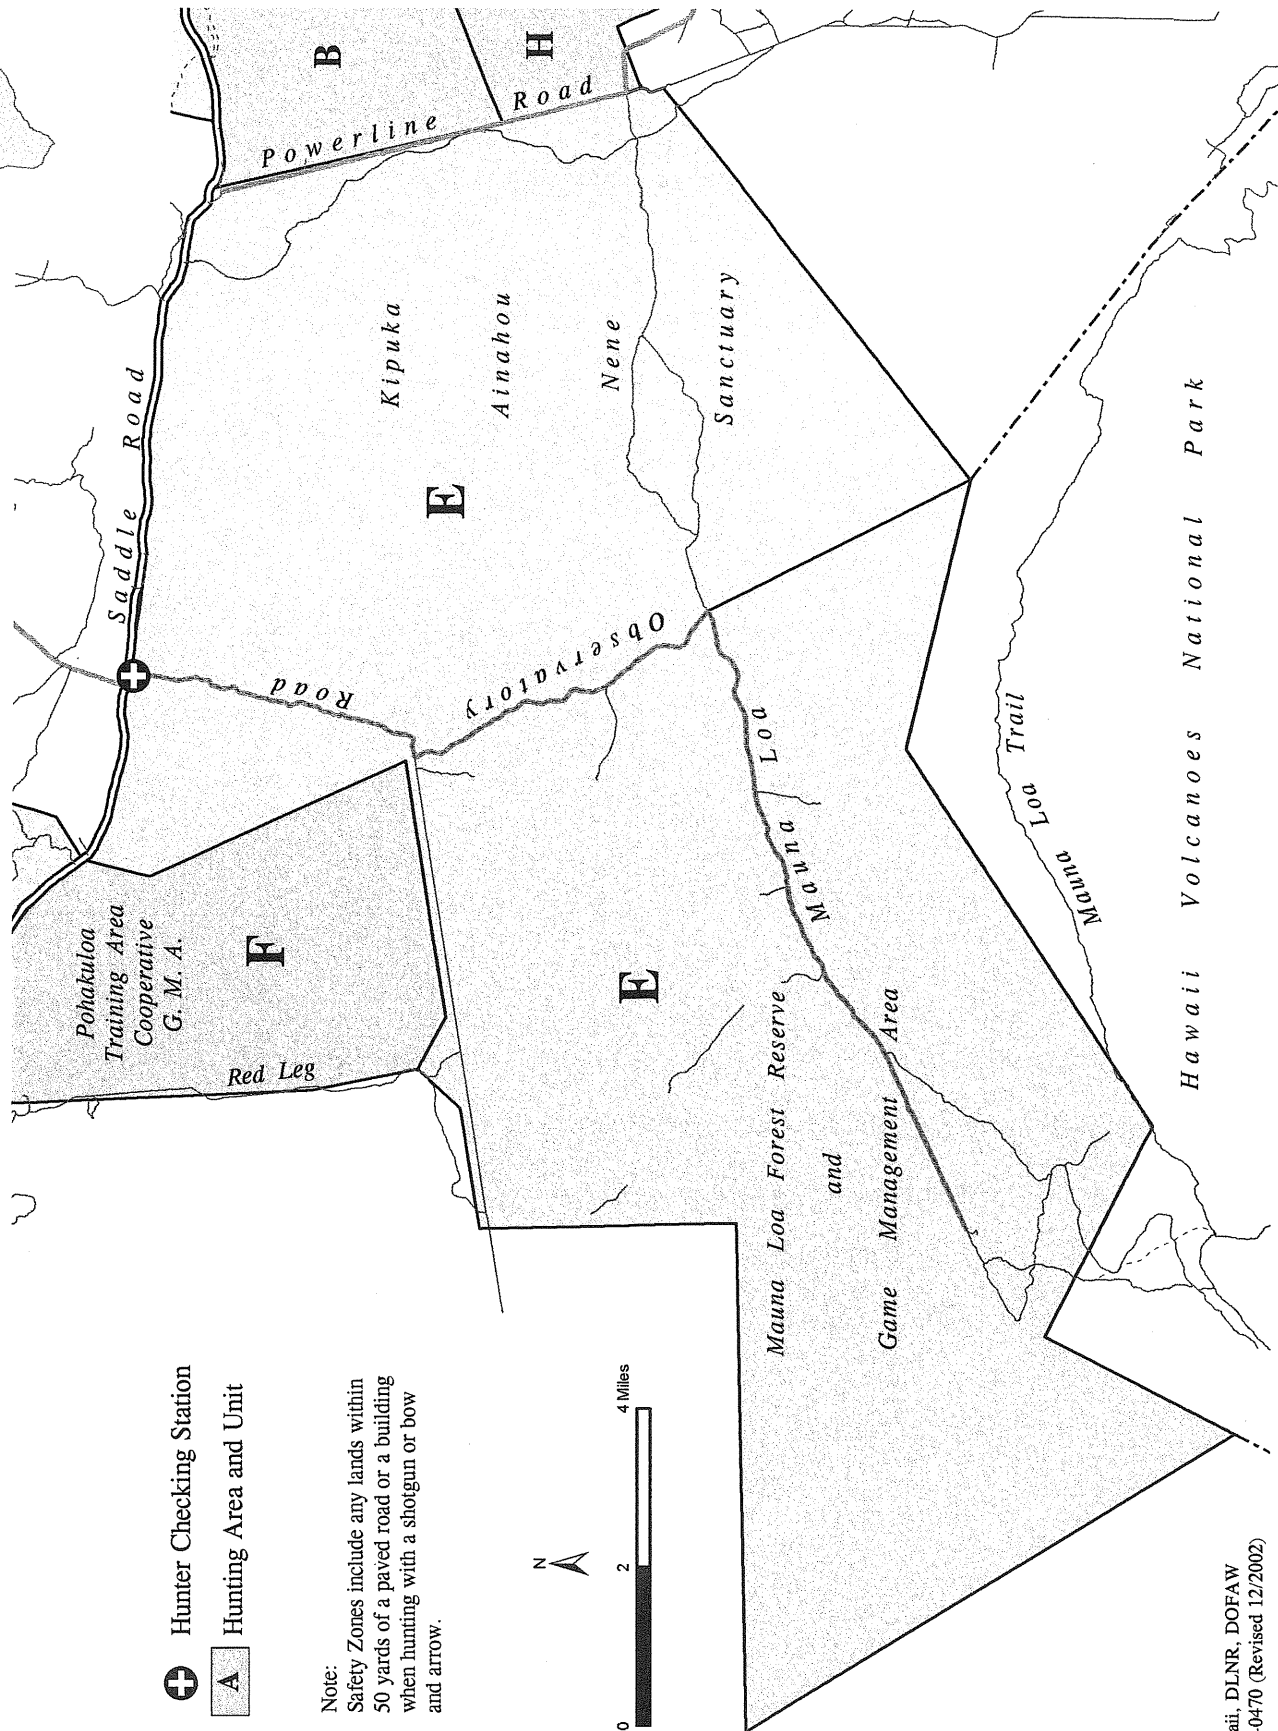 Hunter Checking Station
A
Hunting Area and Unit
Note:
Safety Zones include any lands within
50 yards of a paved road or a building
when hunting with a shotgun or bow
and arrow.
N
0
2
4 Miles
Pohakuloa
Training Area
Cooperative
G. M. A.
F
Red Leg
Saddle Road
B
H
Powerline Road
Kipuka
Ainahou
Nene
Sanctuary
E
Mauna Loa Observatory Road
E
Mauna Loa Forest Reserve
and
Game Management Area
Mauna Loa Trail
Hawaii Volcanoes National Park
aii, DLNR, DOFAW
-0470 (Revised 12/2002)